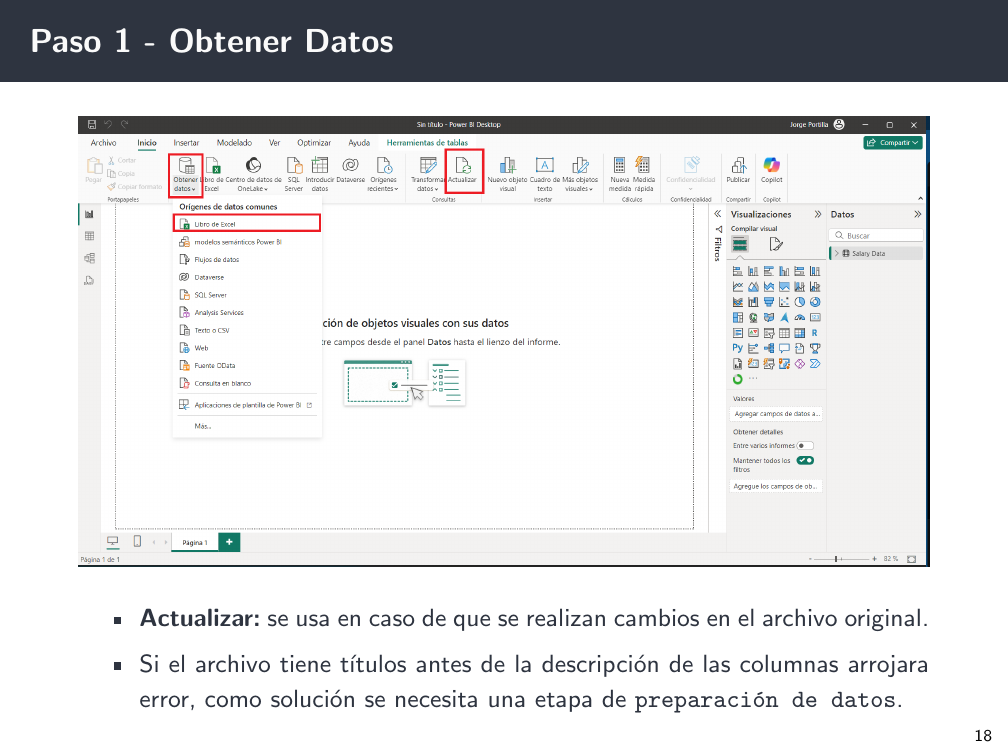 Paso 1 - Obtener Datos
Sin título - Power BI Desktop
Jorge Portilla
Archivo Inicio Insertar Modelado Ver Optimizar Ayuda Herramientas de tablas
Compartir
Pegar
Cortar
Copiar
Copiar formato
Obtener datos
Libro de Excel
Centro de datos de OneLake
SQL Server
Introducir datos
Dataverse
Orígenes recientes
Transformar datos
Actualizar
Nuevo objeto visual
Cuadro de texto
Más objetos visuales
Nueva medida
Medida rápida
Confidencialidad
Publicar
Copilot
Portapapeles
Consultas
Insertar
Cálculos
Confidencialidad
Compartir
Copilot
Orígenes de datos comunes
Libro de Excel
modelos semánticos Power BI
Flujos de datos
Dataverse
SQL Server
Analysis Services
Texto o CSV
Web
Fuente OData
Consulta en blanco
Aplicaciones de plantilla de Power BI
Más...
ción de objetos visuales con sus datos
tre campos desde el panel Datos hasta el lienzo del informe.
Filtros
Visualizaciones
Compilar visual
R
Py
Valores
Agregar campos de datos a...
Obtener detalles
Entre varios informes
Mantener todos los
filtros
Agregue los campos de ob...
Datos
Buscar
Salary Data
Página 1
Página 1 de 1
82 %
Actualizar: se usa en caso de que se realizan cambios en el archivo original.
Si el archivo tiene títulos antes de la descripción de las columnas arrojara
error, como solución se necesita una etapa de preparación de datos.
18